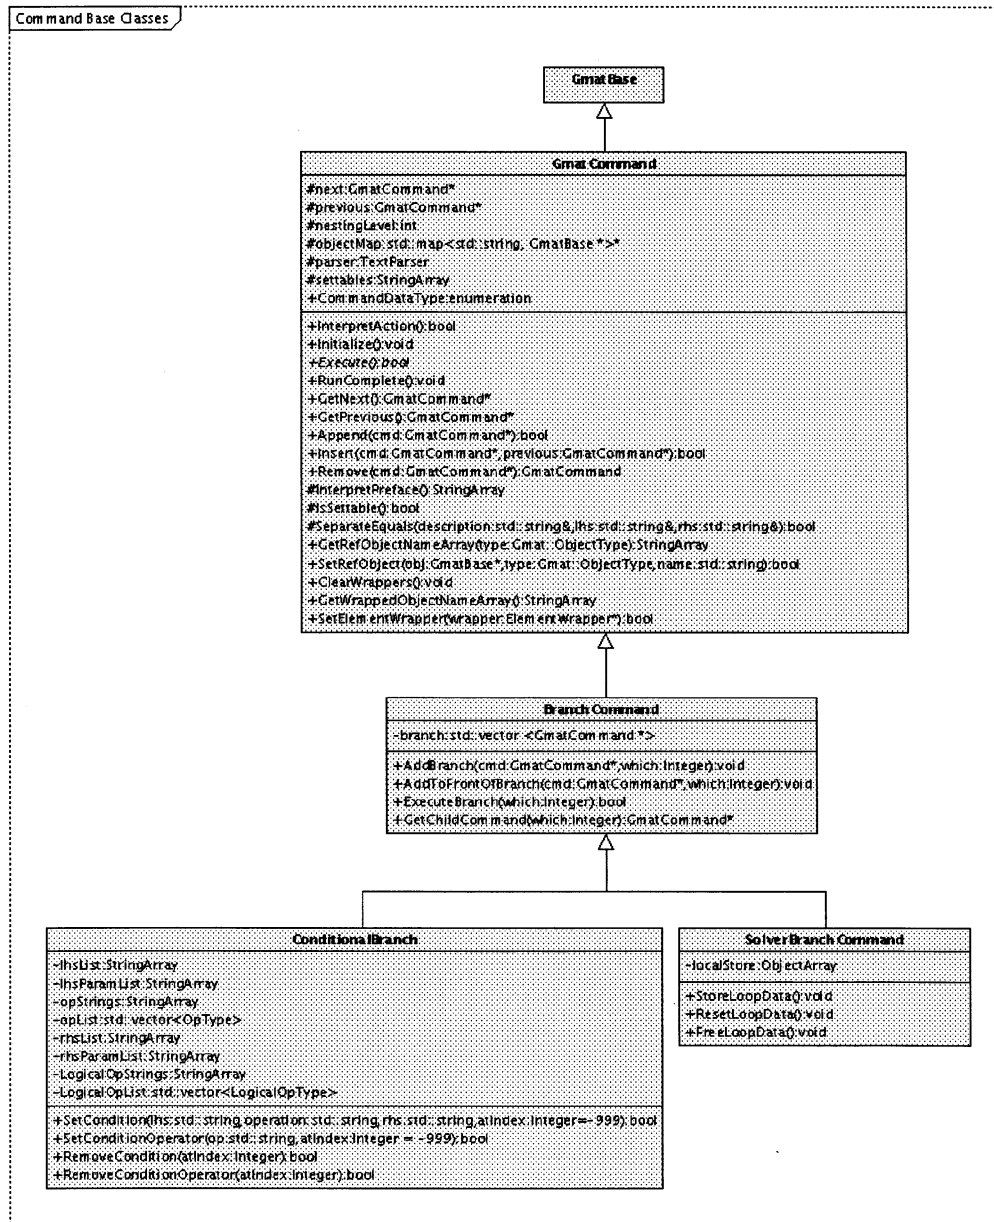 Command Base Classes
GmatBase
GmatCommand
#next:GmatCommand*
#previous:GmatCommand*
#nestingLevel:int
#objectMap:std::map<std::string, GmatBase *>*
#parser:TextParser
#settables:StringArray
+CommandDataType:enumeration
+InterpretAction():bool
+Initialize():void
+Execute():bool
+RunComplete():void
+GetNext():GmatCommand*
+GetPrevious():GmatCommand*
+Append(cmd:GmatCommand*):bool
+Insert(cmd:GmatCommand*,previous:GmatCommand*):bool
+Remove(cmd:GmatCommand*):GmatCommand
#InterpretPreface():StringArray
#IsSettable():bool
#SeparateEquals(description:std::string&,lhs:std::string&,rhs:std::string&):bool
+GetRefObjectNameArray(type:Gmat::ObjectType):StringArray
+SetRefObject(obj:GmatBase*,type:Gmat::ObjectType,name:std::string):bool
+ClearWrappers():void
+GetWrappedObjectNameArray():StringArray
+SetElementWrapper(wrapper:ElementWrapper*):bool
BranchCommand
-branch:std::vector <GmatCommand *>
+AddBranch(cmd:GmatCommand*,which:Integer):void
+AddToFrontOfBranch(cmd:GmatCommand*,which:Integer):void
+ExecuteBranch(which:Integer):bool
+GetChildCommand(which:Integer):GmatCommand*
ConditionalBranch
-lhsList:StringArray
-lhsParamList:StringArray
-opStrings:StringArray
-opList:std::vector<OpType>
-rhsList:StringArray
-rhsParamList:StringArray
-LogicalOpStrings:StringArray
-LogicalOpList:std::vector<LogicalOpType>
+SetCondition(lhs:std::string,operation:std::string,rhs:std::string,atIndex:Integer=-999):bool
+SetConditionOperator(op:std::string,atIndex:Integer = -999):bool
+RemoveCondition(atIndex:Integer):bool
+RemoveConditionOperator(atIndex:Integer):bool
SolverBranchCommand
-localStore:ObjectArray
+StoreLoopData():void
+ResetLoopData():void
+FreeLoopData():void